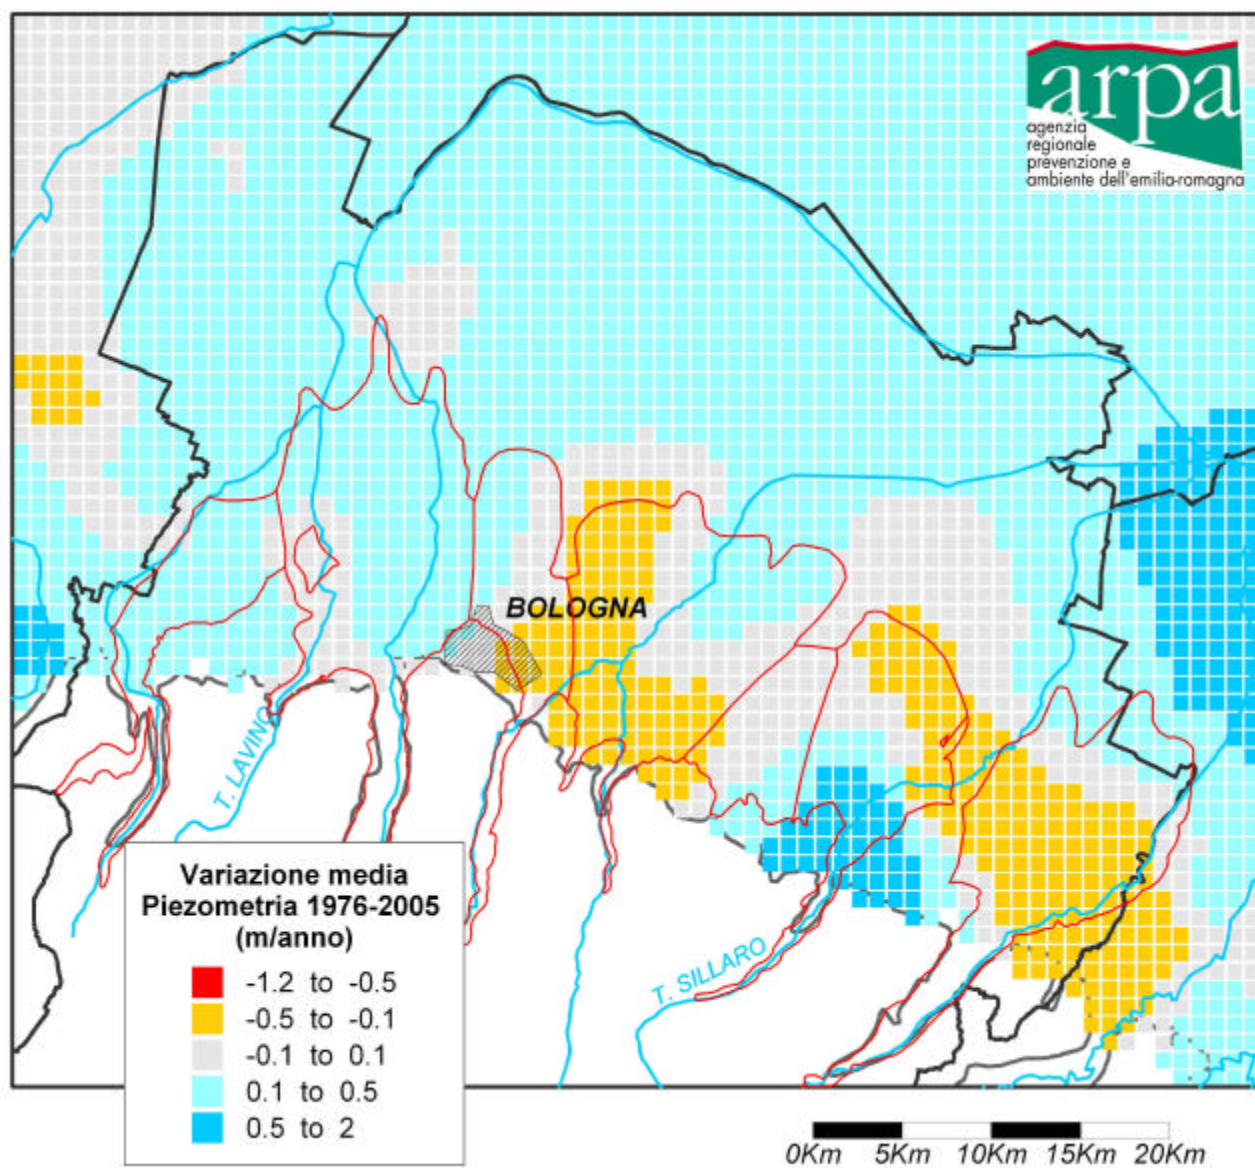 arpa
agenzia
regionale
prevenzione e
ambiente dell'emilia-romagna
BOLOGNA
T. LAVINO
T. SILLARO
Variazione media
Piezometria 1976-2005
(m/anno)
-1.2 to -0.5
-0.5 to -0.1
-0.1 to 0.1
0.1 to 0.5
0.5 to 2
0Km 5Km 10Km 15Km 20Km